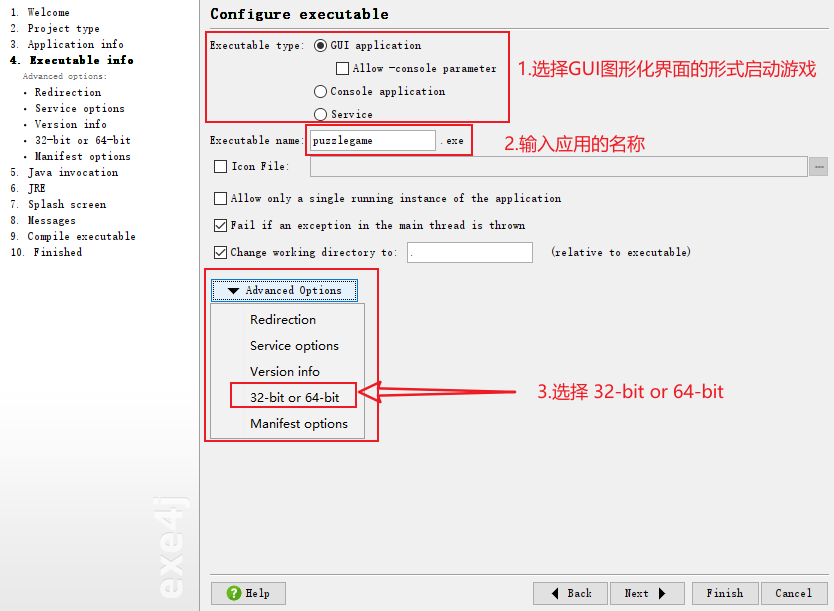 1. Welcome
2. Project type
3. Application info
4. Executable info
Advanced options:
• Redirection
• Service options
• Version info
• 32-bit or 64-bit
• Manifest options
5. Java invocation
6. JRE
7. Splash screen
8. Messages
9. Compile executable
10. Finished
exe4j
Configure executable
Executable type: GUI application
Allow -console parameter
Console application
Service
1.选择GUI图形化界面的形式启动游戏
Executable name: puzzlegame .exe
2.输入应用的名称
Icon File: ...
Allow only a single running instance of the application
Fail if an exception in the main thread is thrown
Change working directory to: . (relative to executable)
Advanced Options
Redirection
Service options
Version info
32-bit or 64-bit
Manifest options
3.选择 32-bit or 64-bit
? Help Back Next Finish Cancel